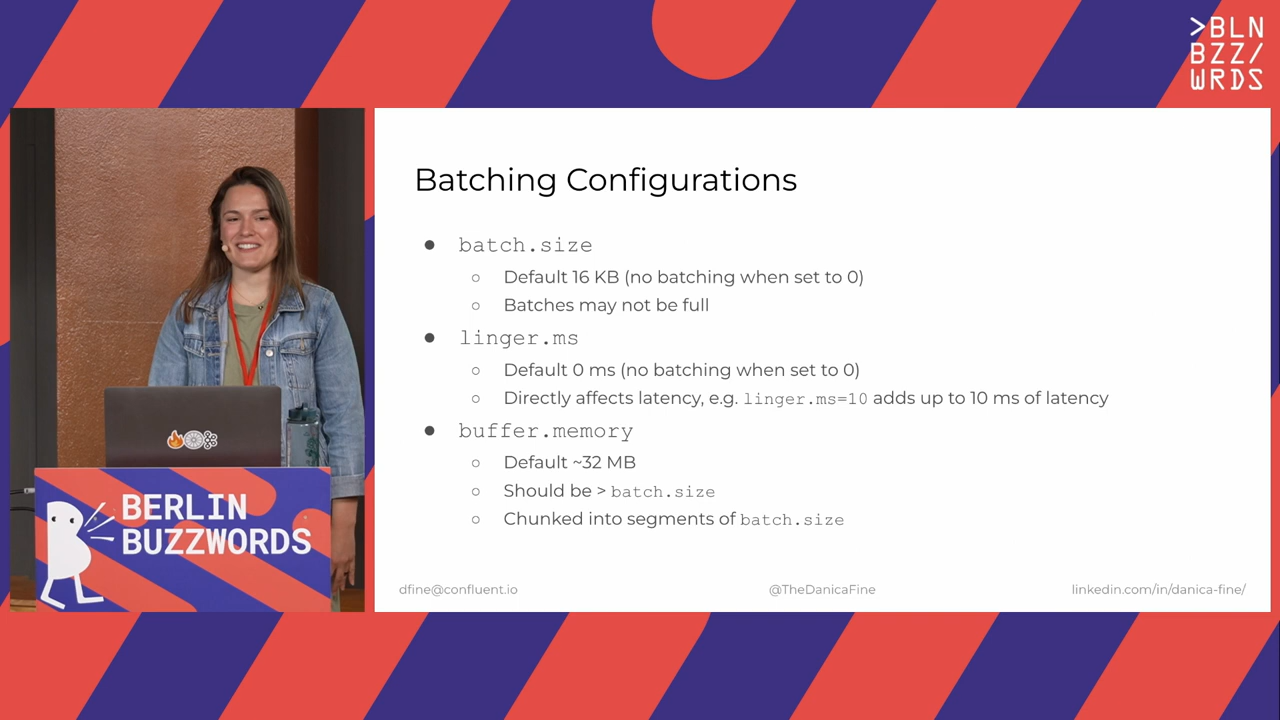 >BLN
BZZ/
WRDS
Batching Configurations
● batch.size
○ Default 16 KB (no batching when set to 0)
○ Batches may not be full
● linger.ms
○ Default 0 ms (no batching when set to 0)
○ Directly affects latency, e.g. linger.ms=10 adds up to 10 ms of latency
● buffer.memory
○ Default ~32 MB
○ Should be > batch.size
○ Chunked into segments of batch.size
dfine@confluent.io
@TheDanicaFine
linkedin.com/in/danica-fine/
BERLIN
BUZZWORDS